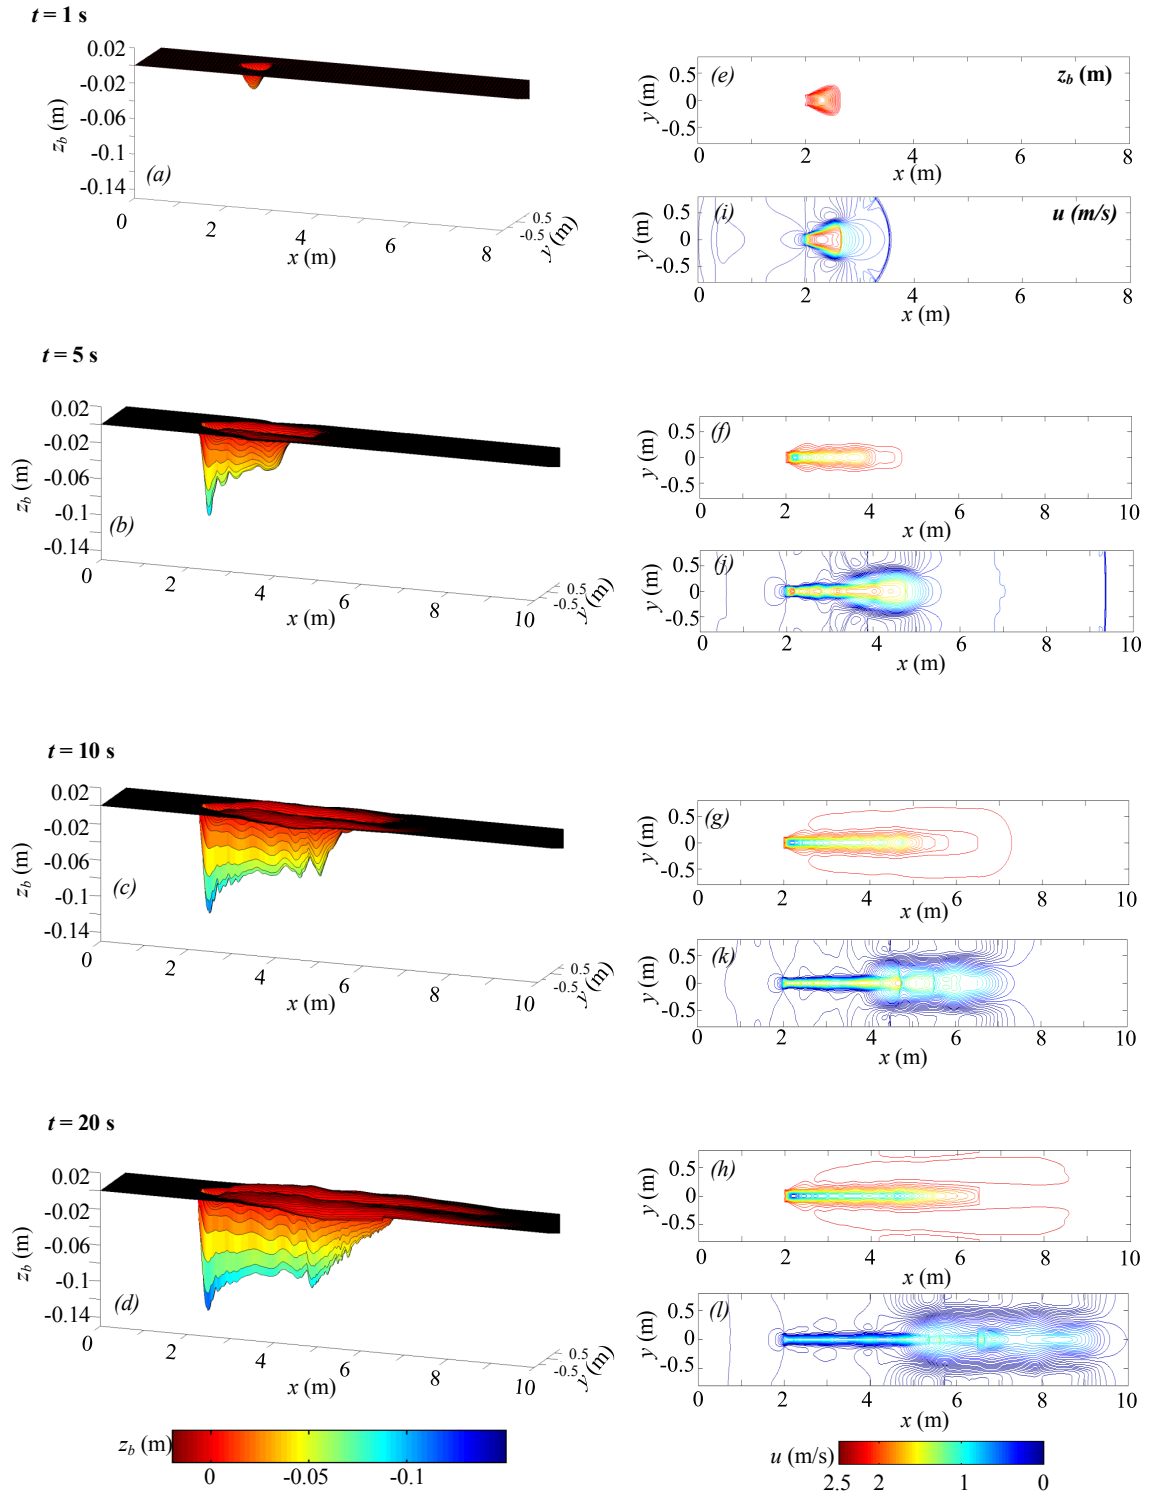 t = 1 s
0.02
-0.02
-0.06
-0.1
-0.14
z_b (m)
(a)
0
2
4
6
8
x (m)
0.5
-0.5
y (m)
(e)
z_b (m)
0.5
0
-0.5
y (m)
0
2
4
6
8
x (m)
(i)
u (m/s)
0.5
0
-0.5
y (m)
0
2
4
6
8
x (m)
t = 5 s
0.02
-0.02
-0.06
-0.1
-0.14
z_b (m)
(b)
0
2
4
6
8
10
x (m)
0.5
-0.5
y (m)
(f)
0.5
0
-0.5
y (m)
0
2
4
6
8
10
x (m)
(j)
0.5
0
-0.5
y (m)
0
2
4
6
8
10
x (m)
t = 10 s
0.02
-0.02
-0.06
-0.1
-0.14
z_b (m)
(c)
0
2
4
6
8
10
x (m)
0.5
-0.5
y (m)
(g)
0.5
0
-0.5
y (m)
0
2
4
6
8
10
x (m)
(k)
0.5
0
-0.5
y (m)
0
2
4
6
8
10
x (m)
t = 20 s
0.02
-0.02
-0.06
-0.1
-0.14
z_b (m)
(d)
0
2
4
6
8
10
x (m)
0.5
-0.5
y (m)
(h)
0.5
0
-0.5
y (m)
0
2
4
6
8
10
x (m)
(l)
0.5
0
-0.5
y (m)
0
2
4
6
8
10
x (m)
z_b (m)
0 -0.05 -0.1
u (m/s)
2.5 2 1 0